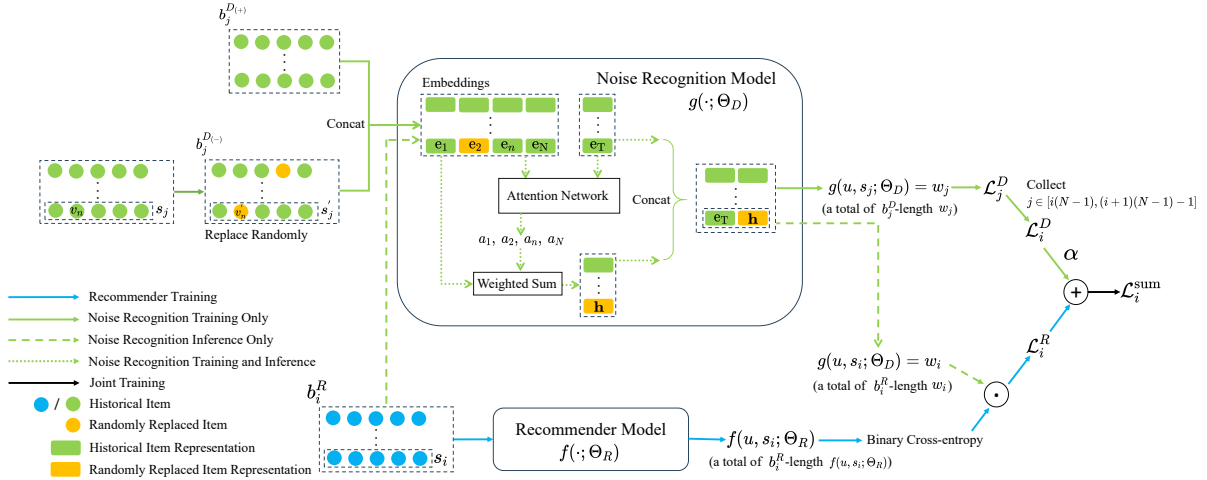 b_j^{D_{(+)}}
Concat
b_j^{D_{(-)}}
v_n
s_j
v_n
s_j
Replace Randomly
Noise Recognition Model
g(·; Θ_D)
Embeddings
e_1 e_2 e_n e_N e_T
Attention Network
a_1, a_2, a_n, a_N
Weighted Sum
h
Concat
e_T h
g(u, s_j; Θ_D) = w_j
(a total of b_j^D-length w_j)
ℒ_j^D
Collect
j ∈ [i(N − 1), (i + 1)(N − 1) − 1]
ℒ_i^D
α
+
ℒ_i^{sum}
ℒ_i^R
g(u, s_i; Θ_D) = w_i
(a total of b_i^R-length w_i)
Recommender Training
Noise Recognition Training Only
Noise Recognition Inference Only
Noise Recognition Training and Inference
Joint Training
/ Historical Item
Randomly Replaced Item
Historical Item Representation
Randomly Replaced Item Representation
b_i^R
s_i
Recommender Model
f(·; Θ_R)
f(u, s_i; Θ_R)
(a total of b_i^R-length f(u, s_i; Θ_R))
Binary Cross-entropy